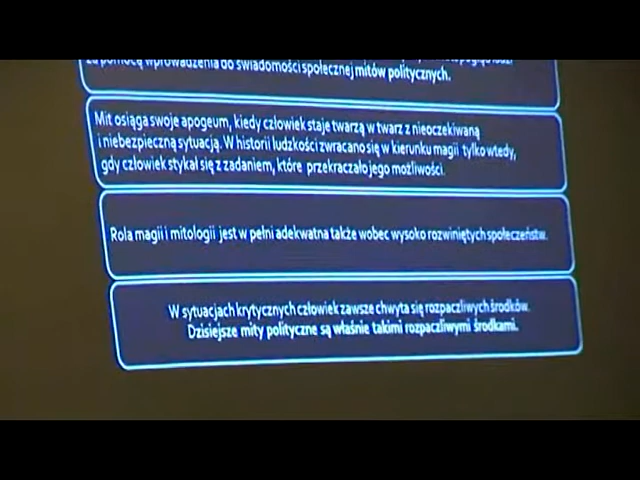 za pomocą wprowadzenia do świadomości społecznej mitów politycznych.
Mit osiąga swoje apogeum, kiedy człowiek staje twarzą w twarz z nieoczekiwaną
i niebezpieczną sytuacją. W historii ludzkości zwracano się w kierunku magii tylko wtedy,
gdy człowiek stykał się z zadaniem, które przekraczało jego możliwości.
Rola magii i mitologii jest w pełni adekwatna także wobec wysoko rozwiniętych społeczeństw.
W sytuacjach krytycznych człowiek zawsze chwyta się rozpaczliwych środków.
Dzisiejsze mity polityczne są właśnie takimi rozpaczliwymi środkami.